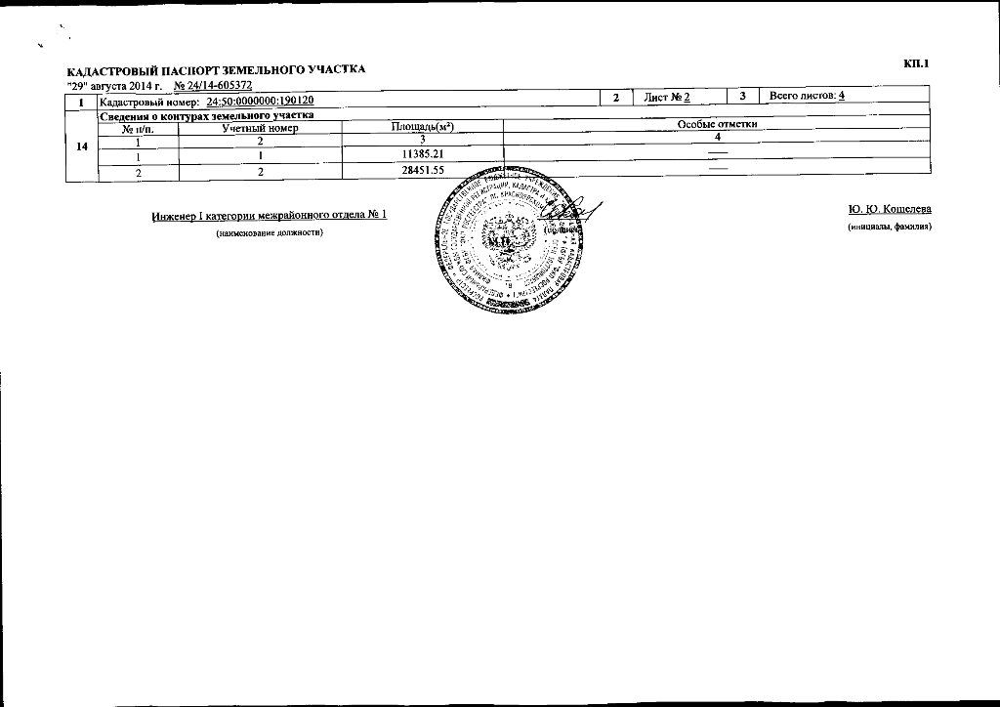 КП.1
КАДАСТРОВЫЙ ПАСПОРТ ЗЕМЕЛЬНОГО УЧАСТКА
"29" августа 2014 г. № 24/14-605372
1 Кадастровый номер: 24:50:0000000:190120 2 Лист № 2 3 Всего листов: 4
14 Сведения о контурах земельного участка
№ п/п. Учетный номер Площадь(м²) Особые отметки
1 2 3 4
1 1 11385.21 —
2 2 28451.55 —
Инженер I категории межрайонного отдела № 1 Ю. Ю. Кошелева
(наименование должности) (подпись) (инициалы, фамилия)